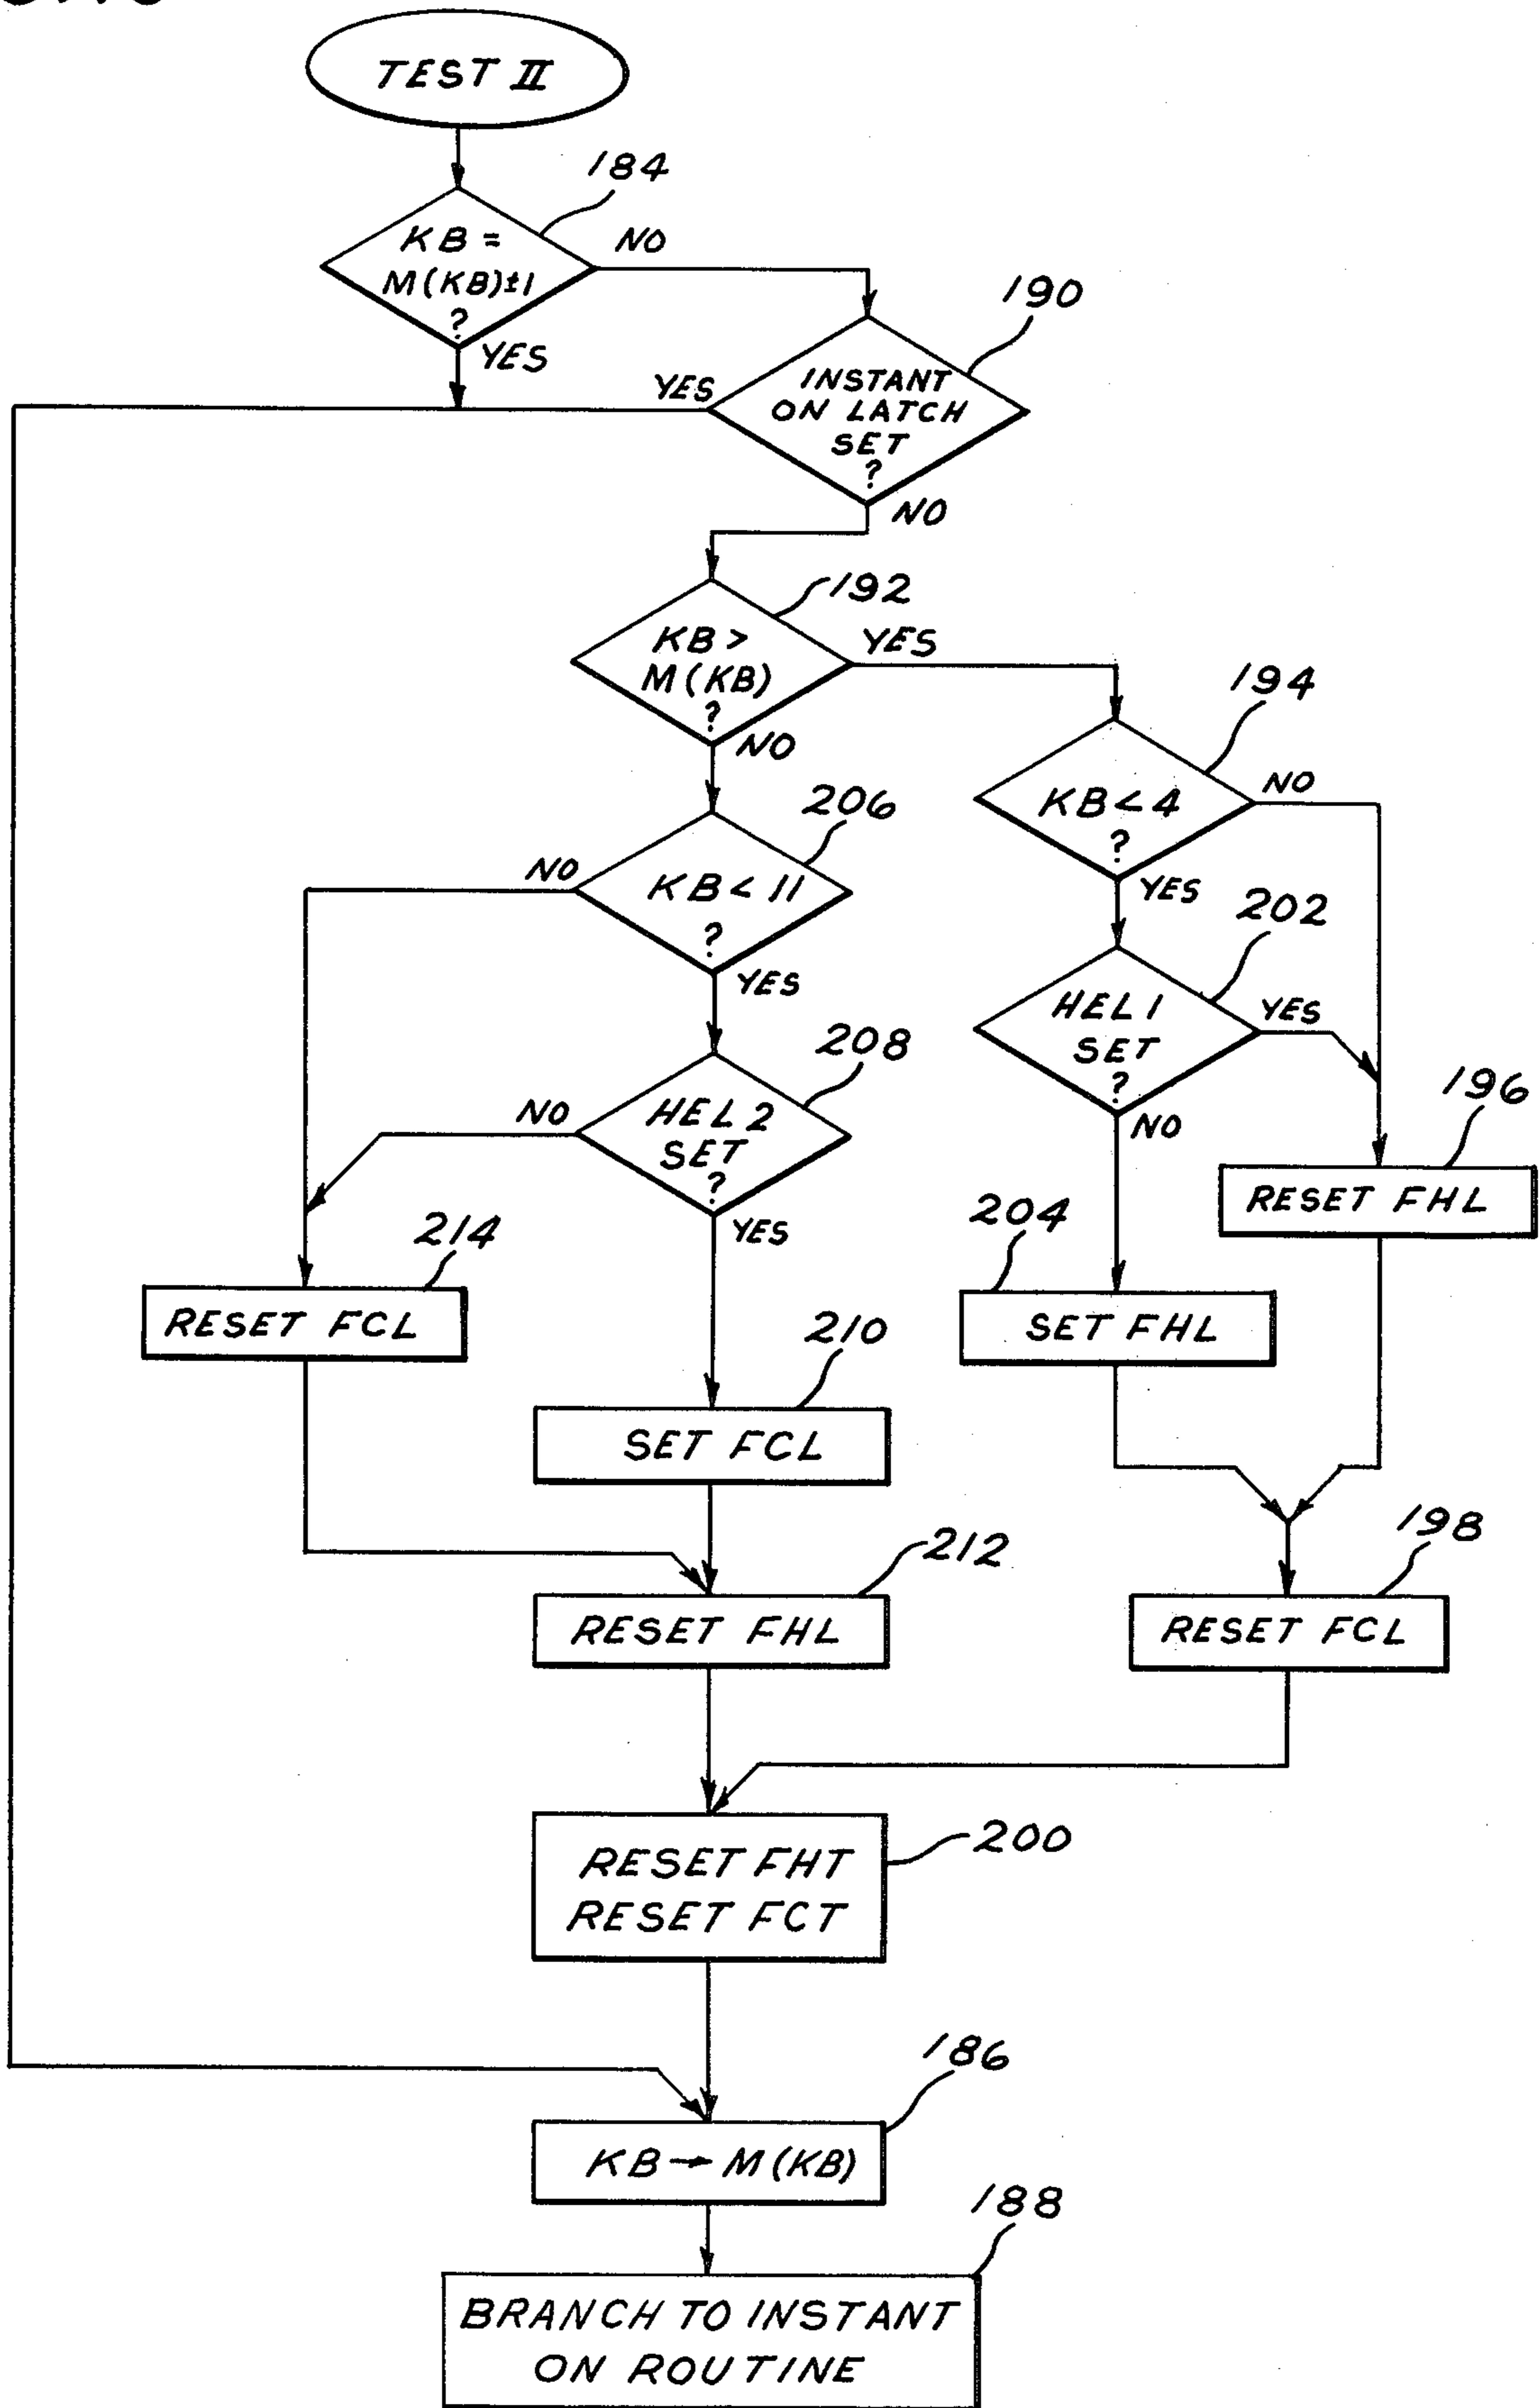 TEST II
184
KB =
M(KB)±1
?
NO
YES
190
YES
INSTANT
ON LATCH
SET
?
NO
192
KB >
M(KB)
?
YES
NO
194
KB < 4
?
NO
YES
206
KB < 11
?
NO
YES
202
HEL 1
SET
?
YES
NO
208
HEL 2
SET
?
NO
YES
196
RESET FHL
204
SET FHL
214
RESET FCL
210
SET FCL
212
RESET FHL
198
RESET FCL
200
RESET FHT
RESET FCT
186
KB → M(KB)
188
BRANCH TO INSTANT
ON ROUTINE